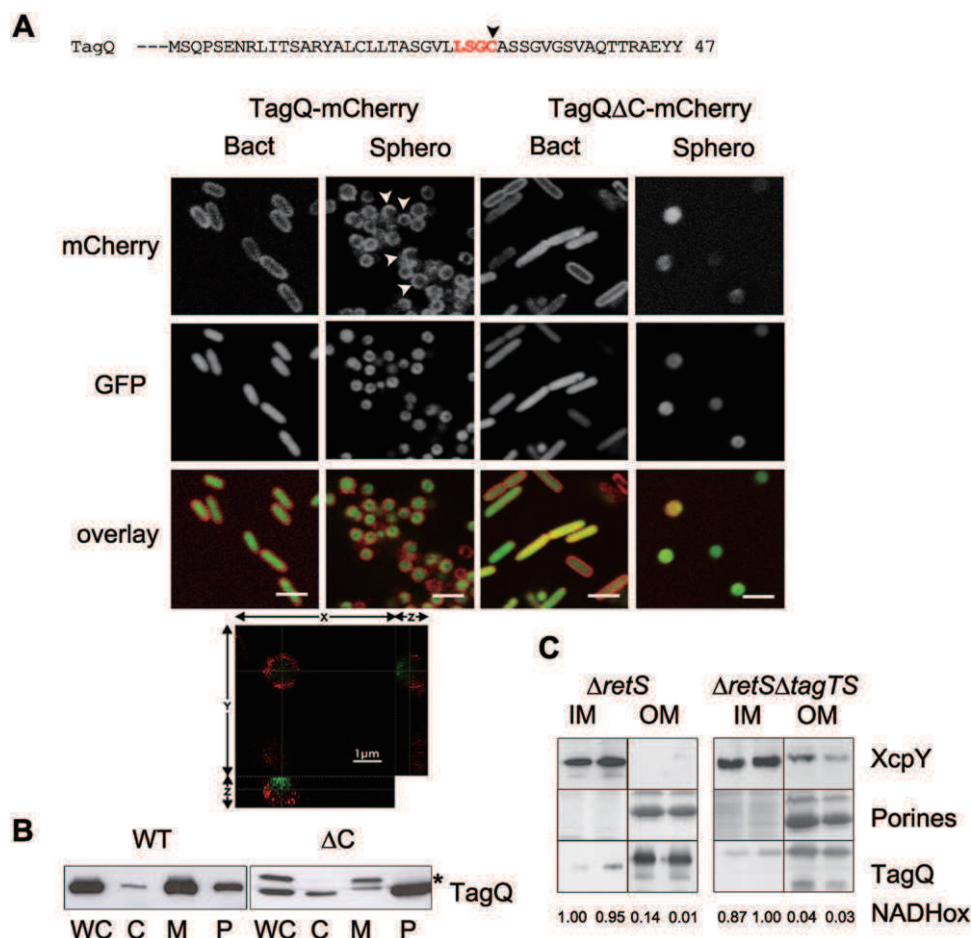 A
TagQ ---MSQPSENRLITSARYALCLLTASGVLLSGCASSGVGSVAQTTRAEYY 47
TagQ-mCherry TagQΔC-mCherry
Bact Sphero Bact Sphero
mCherry
GFP
overlay
X Z
Y
1µm
Z
B
WT ΔC
* TagQ
WC C M P WC C M P
C
ΔretS ΔretSΔtagTS
IM OM IM OM
XcpY
Porines
TagQ
1.00 0.95 0.14 0.01 0.87 1.00 0.04 0.03 NADHox